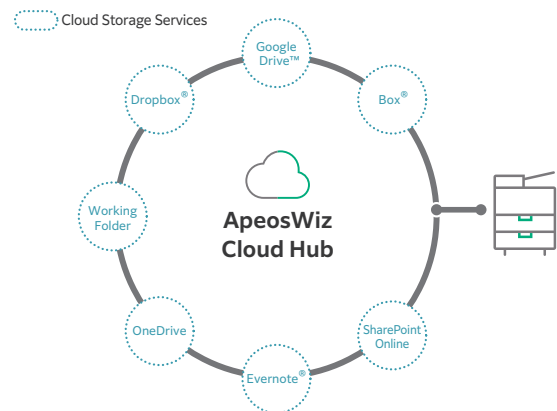 Cloud Storage Services
Google
Drive™
Dropbox®
Box®
Working
Folder
ApeosWiz
Cloud Hub
OneDrive
SharePoint
Online
Evernote®